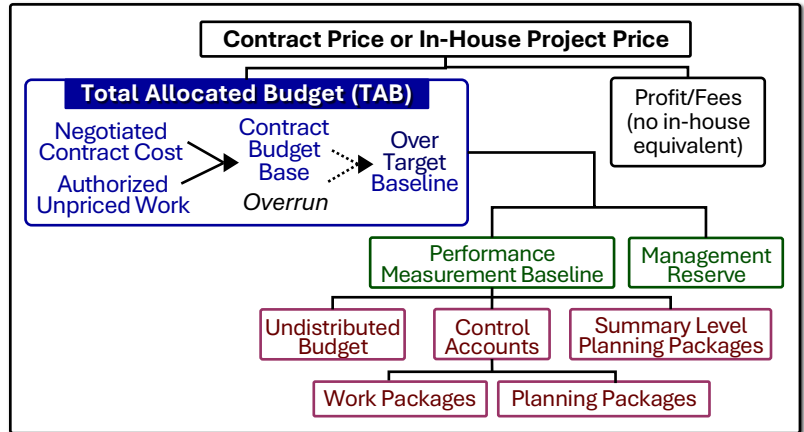 Contract Price or In-House Project Price
Total Allocated Budget (TAB)
Negotiated
Contract Cost
Authorized
Unpriced Work
Contract
Budget
Base
Overrun
Over
Target
Baseline
Profit/Fees
(no in-house
equivalent)
Performance
Measurement Baseline
Management
Reserve
Undistributed
Budget
Control
Accounts
Summary Level
Planning Packages
Work Packages
Planning Packages